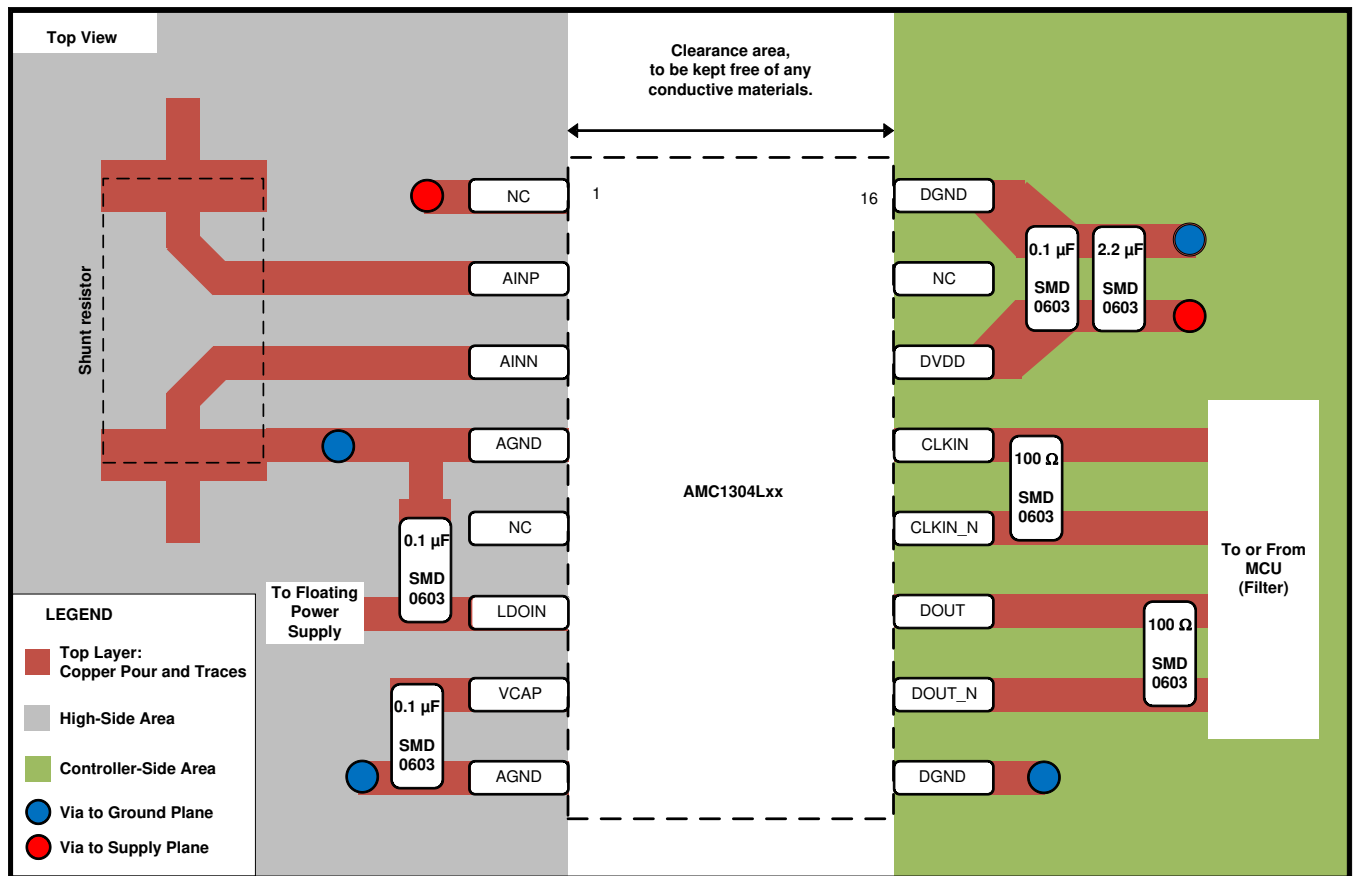 Top View
Clearance area,
to be kept free of any
conductive materials.
Shunt resistor
1
16
NC
AINP
AINN
AGND
NC
LDOIN
VCAP
AGND
0.1 µF
SMD
0603
To Floating
Power
Supply
0.1 µF
SMD
0603
AMC1304Lxx
DGND
NC
DVDD
CLKIN
CLKIN_N
DOUT
DOUT_N
DGND
0.1 µF
SMD
0603
2.2 µF
SMD
0603
100 Ω
SMD
0603
100 Ω
SMD
0603
To or From
MCU
(Filter)
LEGEND
Top Layer:
Copper Pour and Traces
High-Side Area
Controller-Side Area
Via to Ground Plane
Via to Supply Plane